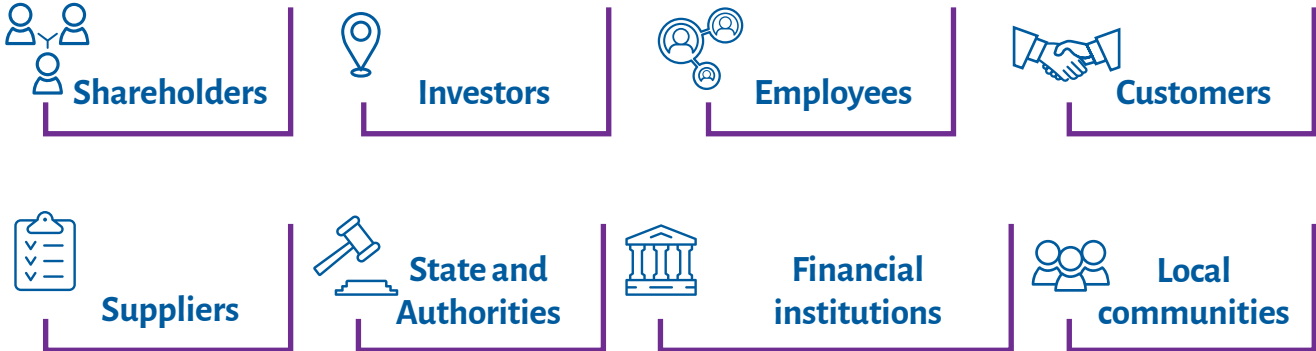 Shareholders
Investors
Employees
Customers
Suppliers
State and
Authorities
Financial
institutions
Local
communities